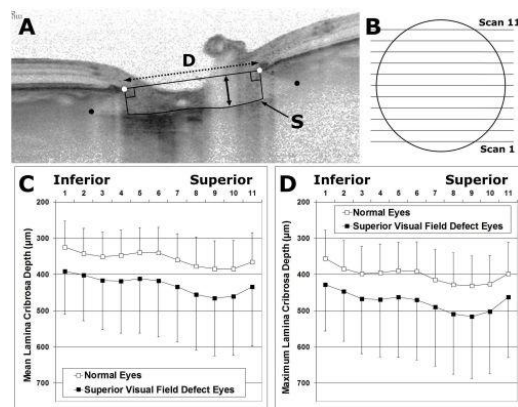 A
D
S
B
Scan 11
Scan 1
C
Inferior
Superior
1 2 3 4 5 6 7 8 9 10 11
200
300
400
500
600
700
Mean Lamina Cribrosa Depth (μm)
Normal Eyes
Superior Visual Field Defect Eyes
D
Inferior
Superior
1 2 3 4 5 6 7 8 9 10 11
200
300
400
500
600
700
Maximum Lamina Cribrosa Depth (μm)
Normal Eyes
Superior Visual Field Defect Eyes